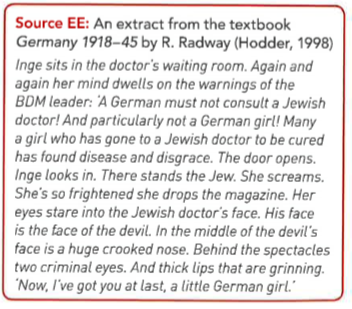 Source EE: An extract from the textbook
Germany 1918–45 by R. Radway (Hodder, 1998)
Inge sits in the doctor's waiting room. Again and
again her mind dwells on the warnings of the
BDM leader: 'A German must not consult a Jewish
doctor! And particularly not a German girl! Many
a girl who has gone to a Jewish doctor to be cured
has found disease and disgrace. The door opens.
Inge looks in. There stands the Jew. She screams.
She's so frightened she drops the magazine. Her
eyes stare into the Jewish doctor's face. His face
is the face of the devil. In the middle of the devil's
face is a huge crooked nose. Behind the spectacles
two criminal eyes. And thick lips that are grinning.
'Now, I've got you at last, a little German girl.'